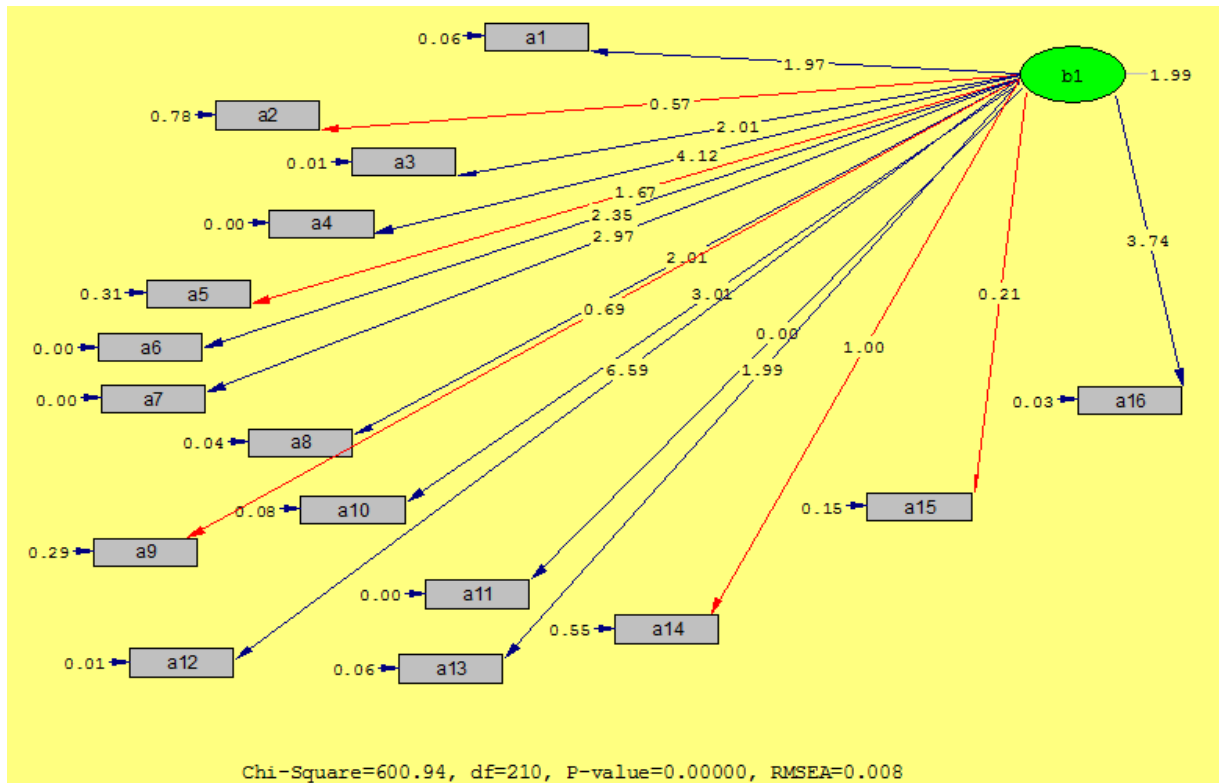 0.06 a1
1.97
b1 1.99
0.78 a2
0.57
2.01
0.01 a3
4.12
1.67
0.00 a4
2.35
2.97
3.74
2.01
0.31 a5
0.21
0.69
3.01
0.00
0.00 a6
1.00
6.59
1.99
0.00 a7
0.03 a16
0.04 a8
0.08 a10
0.15 a15
0.29 a9
0.00 a11
0.55 a14
0.01 a12
0.06 a13
Chi-Square=600.94, df=210, P-value=0.00000, RMSEA=0.008